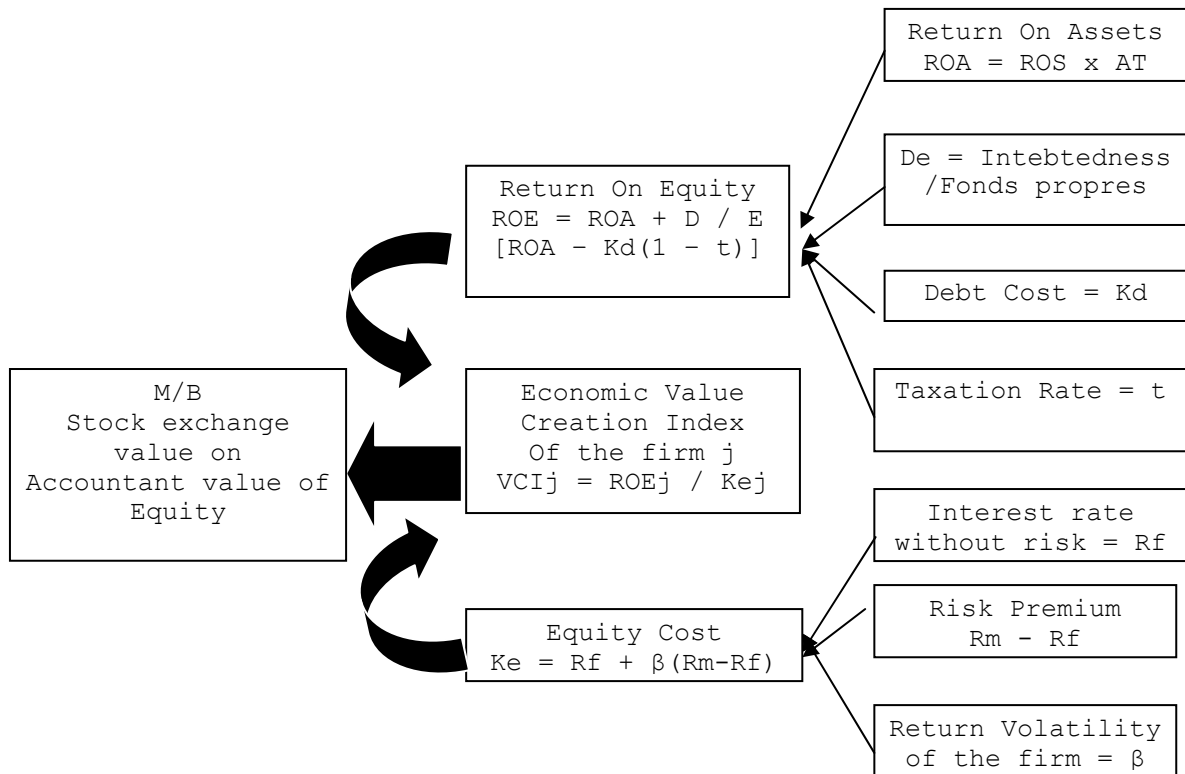 Return On Assets
ROA = ROS x AT
De = Intebtedness
/Fonds propres
Return On Equity
ROE = ROA + D / E
[ROA – Kd(1 – t)]
Debt Cost = Kd
M/B
Stock exchange
value on
Accountant value of
Equity
Economic Value
Creation Index
Of the firm j
VCIj = ROEj / Kej
Taxation Rate = t
Interest rate
without risk = Rf
Risk Premium
Rm - Rf
Equity Cost
Ke = Rf + β(Rm-Rf)
Return Volatility
of the firm = β